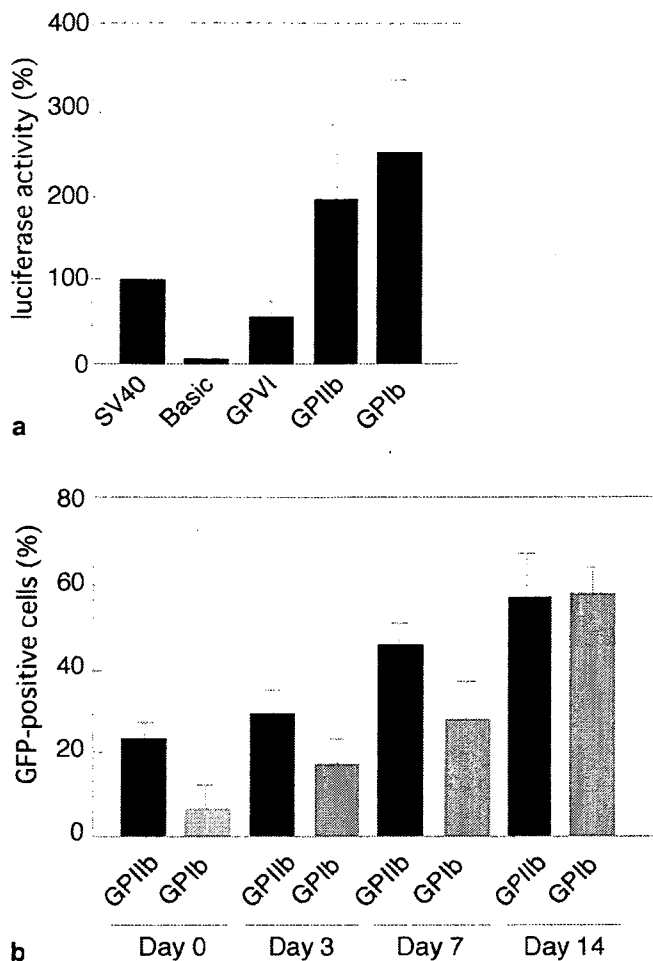 400
300
200
100
0
luciferase activity (%)
SV40
Basic
GPVI
GPIIb
GPIb
a
80
60
40
20
0
GFP-positive cells (%)
GPIIb
GPIb
GPIIb
GPIb
GPIIb
GPIb
GPIIb
GPIb
Day 0
Day 3
Day 7
Day 14
b